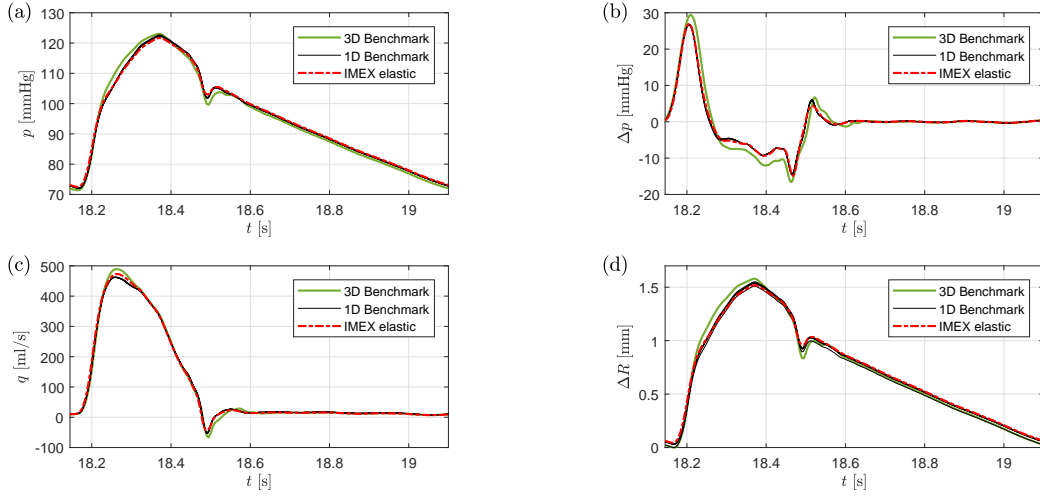 (a)
130
120
110
100
90
80
70
p [mmHg]
3D Benchmark
1D Benchmark
IMEX elastic
18.2
18.4
18.6
18.8
19
t [s]
(b)
30
20
10
0
-10
-20
Δp [mmHg]
3D Benchmark
1D Benchmark
IMEX elastic
18.2
18.4
18.6
18.8
19
t [s]
(c)
500
400
300
200
100
0
-100
q [ml/s]
3D Benchmark
1D Benchmark
IMEX elastic
18.2
18.4
18.6
18.8
19
t [s]
(d)
1.5
1
0.5
0
ΔR [mm]
3D Benchmark
1D Benchmark
IMEX elastic
18.2
18.4
18.6
18.8
19
t [s]